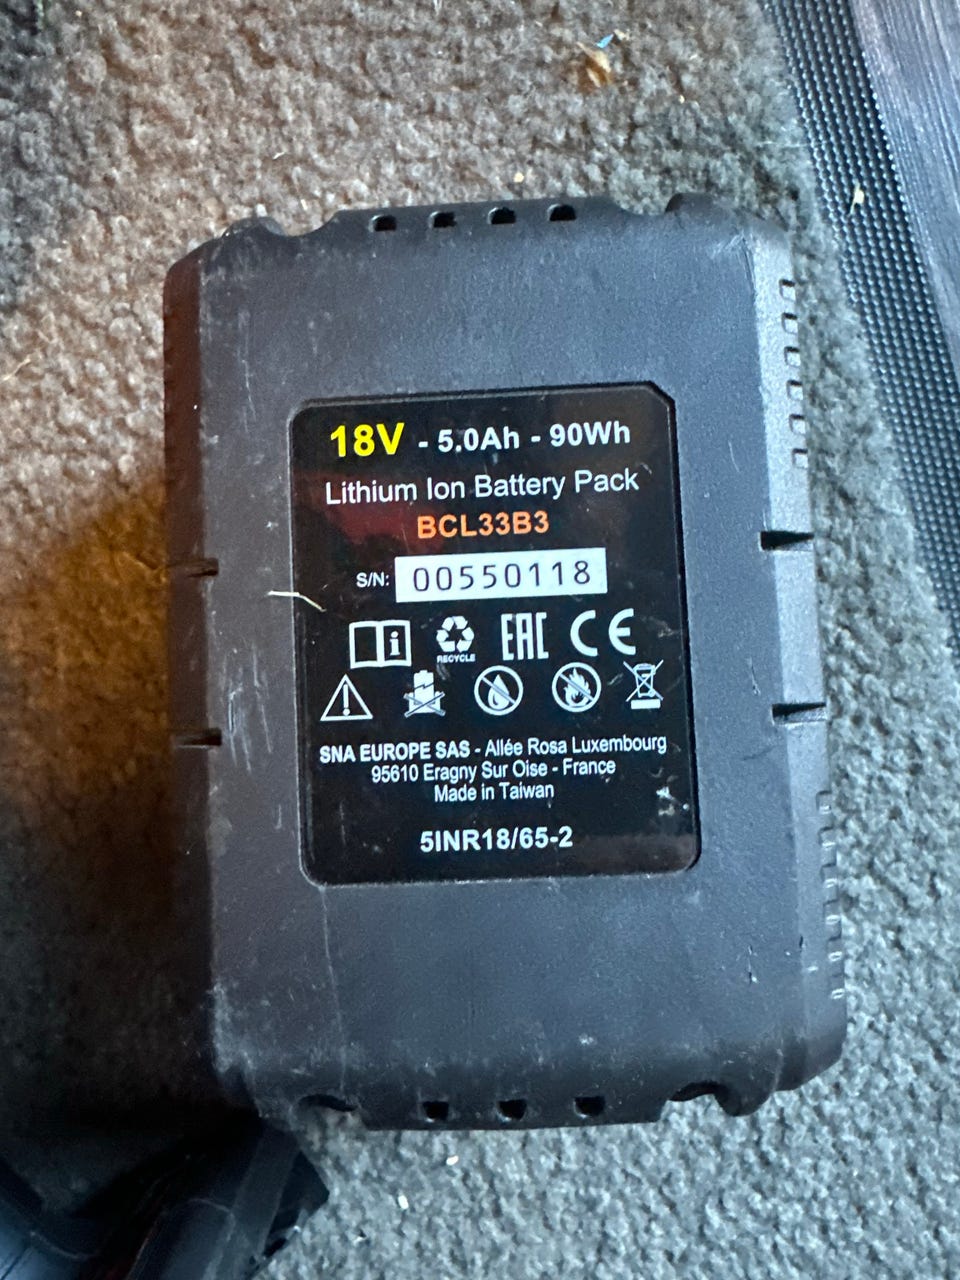 18V - 5.0Ah - 90Wh
Lithium Ion Battery Pack
BCL33B3
S/N: 00550118
i
RECYCLE EAC CE
SNA EUROPE SAS - Allée Rosa Luxembourg
95610 Eragny Sur Oise - France
Made in Taiwan
5INR18/65-2